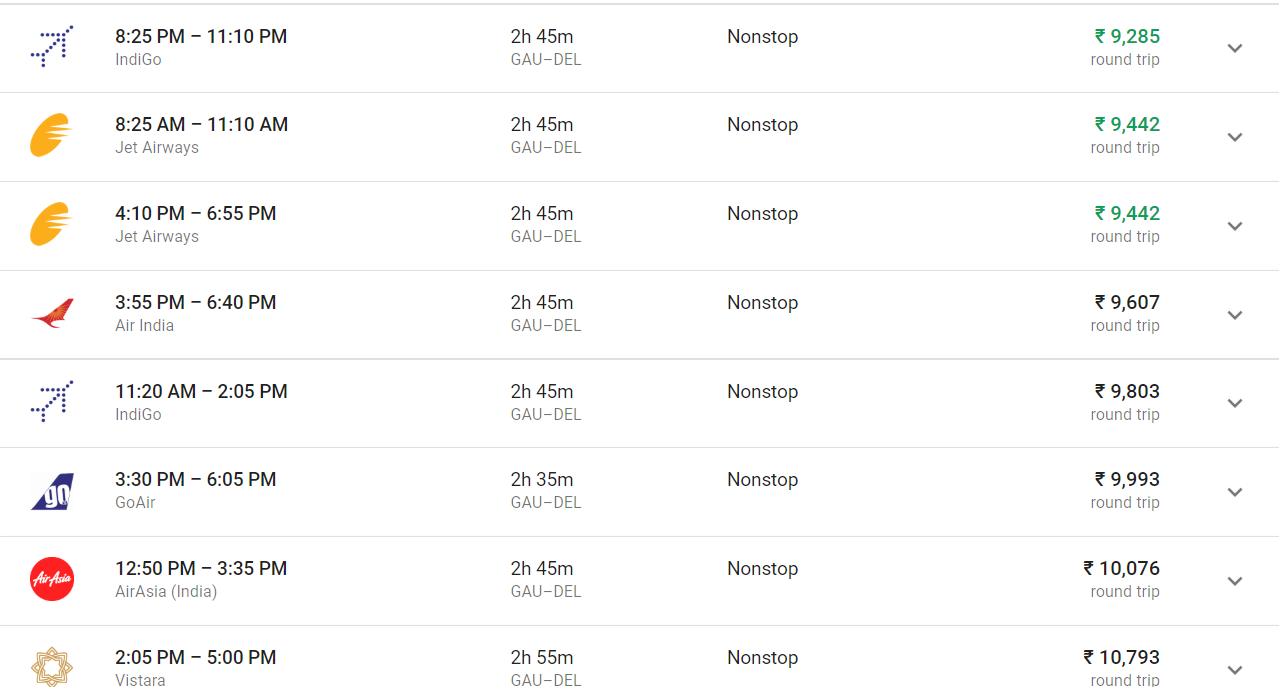 8:25 PM – 11:10 PM 2h 45m Nonstop ₹ 9,285
IndiGo GAU–DEL round trip
8:25 AM – 11:10 AM 2h 45m Nonstop ₹ 9,442
Jet Airways GAU–DEL round trip
4:10 PM – 6:55 PM 2h 45m Nonstop ₹ 9,442
Jet Airways GAU–DEL round trip
3:55 PM – 6:40 PM 2h 45m Nonstop ₹ 9,607
Air India GAU–DEL round trip
11:20 AM – 2:05 PM 2h 45m Nonstop ₹ 9,803
IndiGo GAU–DEL round trip
3:30 PM – 6:05 PM 2h 35m Nonstop ₹ 9,993
go GoAir GAU–DEL round trip
12:50 PM – 3:35 PM 2h 45m Nonstop ₹ 10,076
AirAsia AirAsia (India) GAU–DEL round trip
2:05 PM – 5:00 PM 2h 55m Nonstop ₹ 10,793
Vistara GAU–DEL round trip